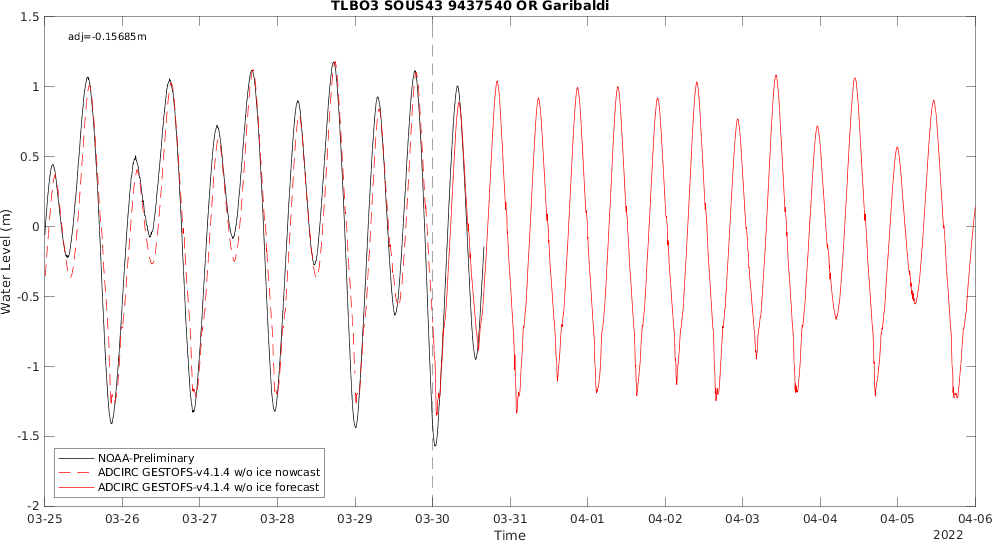 TLBO3 SOUS43 9437540 OR Garibaldi
adj=-0.15685m
1.5
1
0.5
0
-0.5
-1
-1.5
-2
Water Level (m)
NOAA-Preliminary
ADCIRC GESTOFS-v4.1.4 w/o ice nowcast
ADCIRC GESTOFS-v4.1.4 w/o ice forecast
03-25 03-26 03-27 03-28 03-29 03-30 03-31 04-01 04-02 04-03 04-04 04-05 04-06
Time
2022